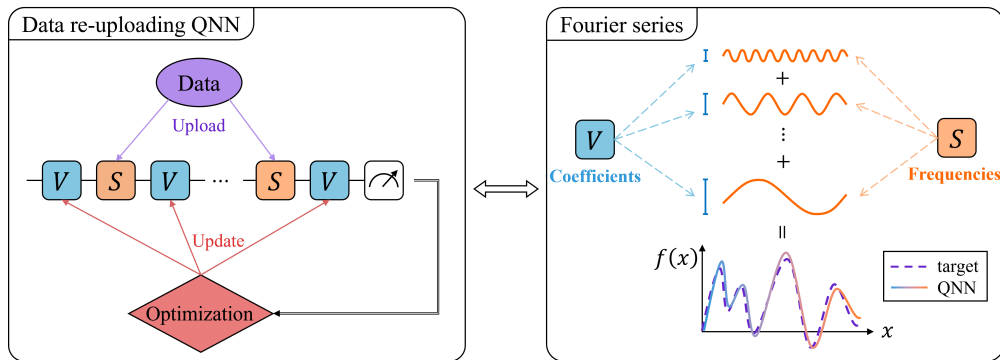 Data re-uploading QNN
Data
Upload
V S V ... S V
Update
Optimization
Fourier series
+
+
⋮
+
V
Coefficients
S
Frequencies
=
f(x)
x
target
QNN